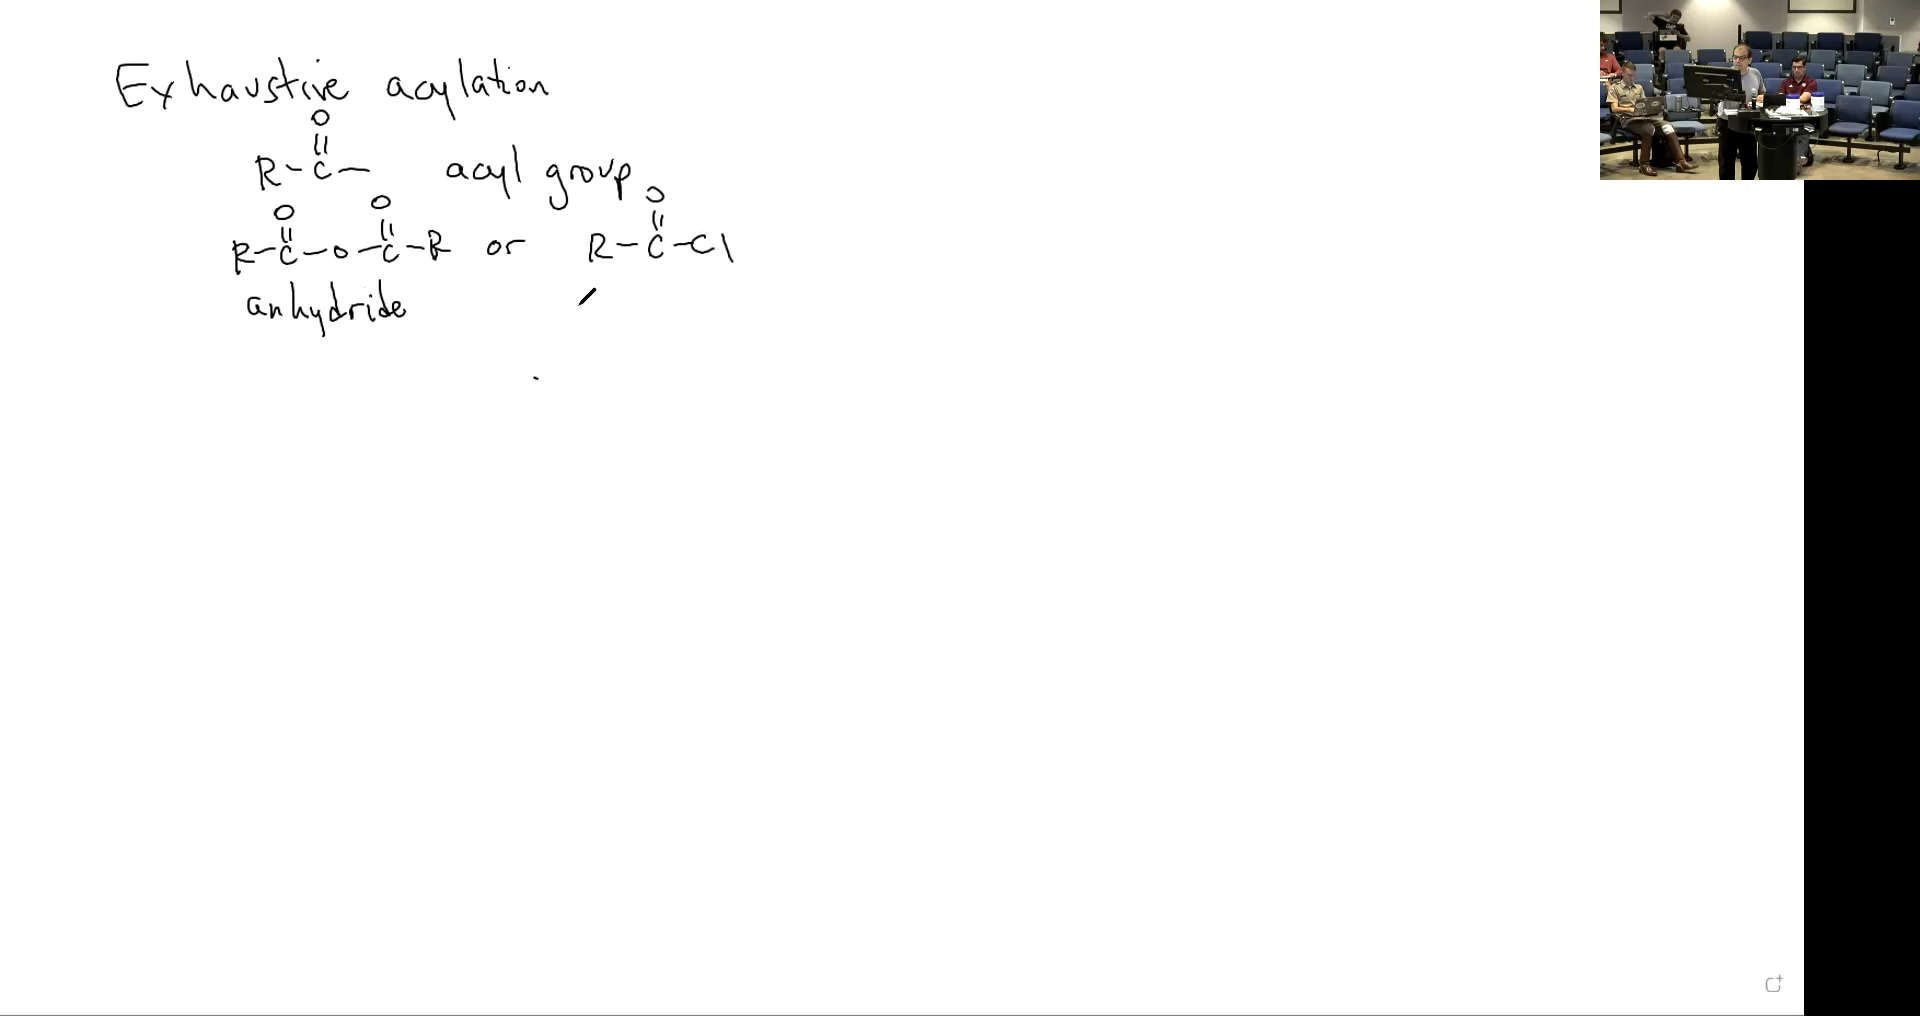 Exhaustive acylation
O
||
R-C- acyl group
O O O
|| || ||
R-C-O-C-R or R-C-Cl
anhydride